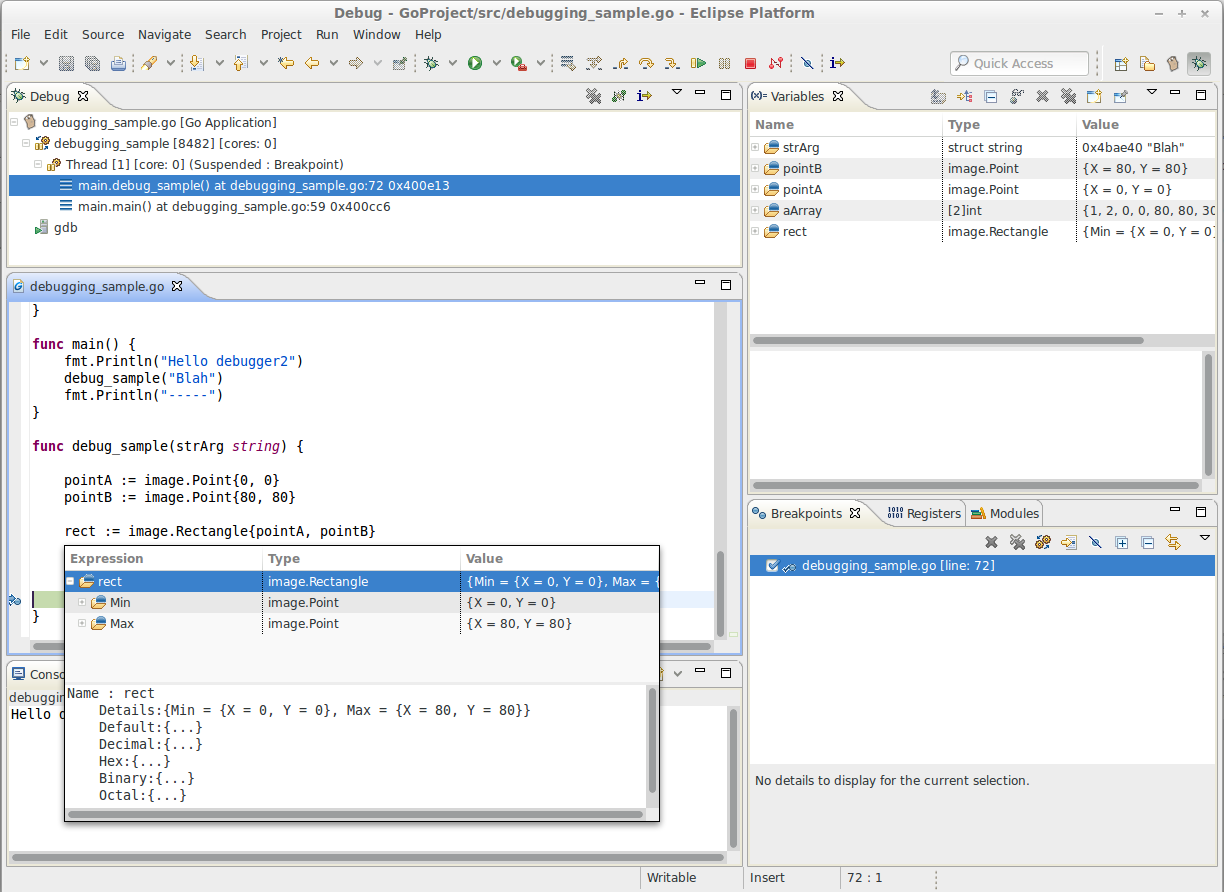 Debug - GoProject/src/debugging_sample.go - Eclipse Platform
File Edit Source Navigate Search Project Run Window Help
Quick Access
Debug
debugging_sample.go [Go Application]
debugging_sample [8482] [cores: 0]
Thread [1] [core: 0] (Suspended : Breakpoint)
main.debug_sample() at debugging_sample.go:72 0x400e13
main.main() at debugging_sample.go:59 0x400cc6
gdb
(x)= Variables
Name Type Value
strArg struct string 0x4bae40 "Blah"
pointB image.Point {X = 80, Y = 80}
pointA image.Point {X = 0, Y = 0}
aArray [2]int {1, 2, 0, 0, 80, 80, 30
rect image.Rectangle {Min = {X = 0, Y = 0}
debugging_sample.go
}
func main() {
fmt.Println("Hello debugger2")
debug_sample("Blah")
fmt.Println("-----")
}
func debug_sample(strArg string) {
pointA := image.Point{0, 0}
pointB := image.Point{80, 80}
rect := image.Rectangle{pointA, pointB}
}
Expression Type Value
rect image.Rectangle {Min = {X = 0, Y = 0}, Max = {
Min image.Point {X = 0, Y = 0}
Max image.Point {X = 80, Y = 80}
Name : rect
Details:{Min = {X = 0, Y = 0}, Max = {X = 80, Y = 80}}
Default:{...}
Decimal:{...}
Hex:{...}
Binary:{...}
Octal:{...}
Conso
debuggin
Hello d
Breakpoints
1010 0101 Registers
Modules
debugging_sample.go [line: 72]
No details to display for the current selection.
Writable Insert 72 : 1